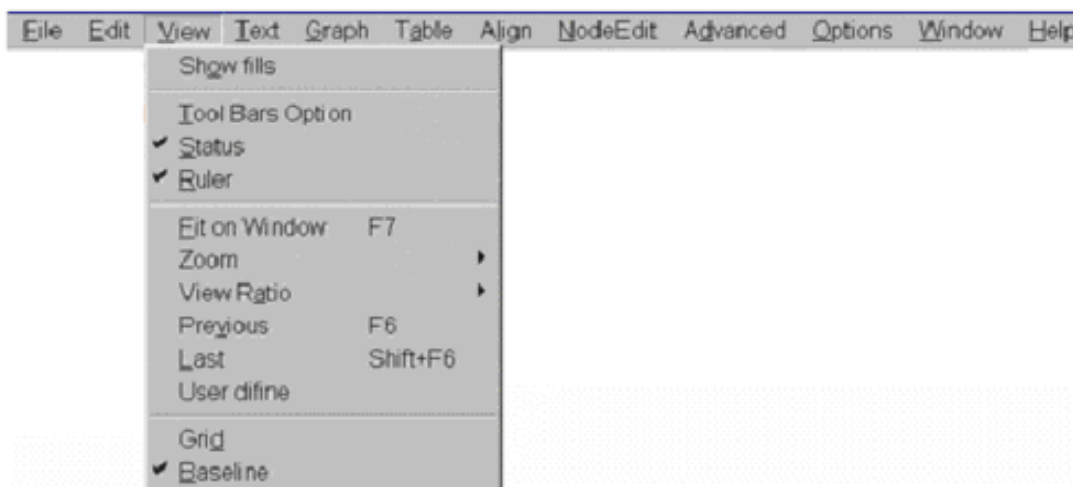 File Edit View Text Graph Table Align NodeEdit Advanced Options Window Help
Show fills
Tool Bars Option
Status
Ruler
Fit on Window F7
Zoom
View Ratio
Previous F6
Last Shift+F6
User difine
Grid
Baseline